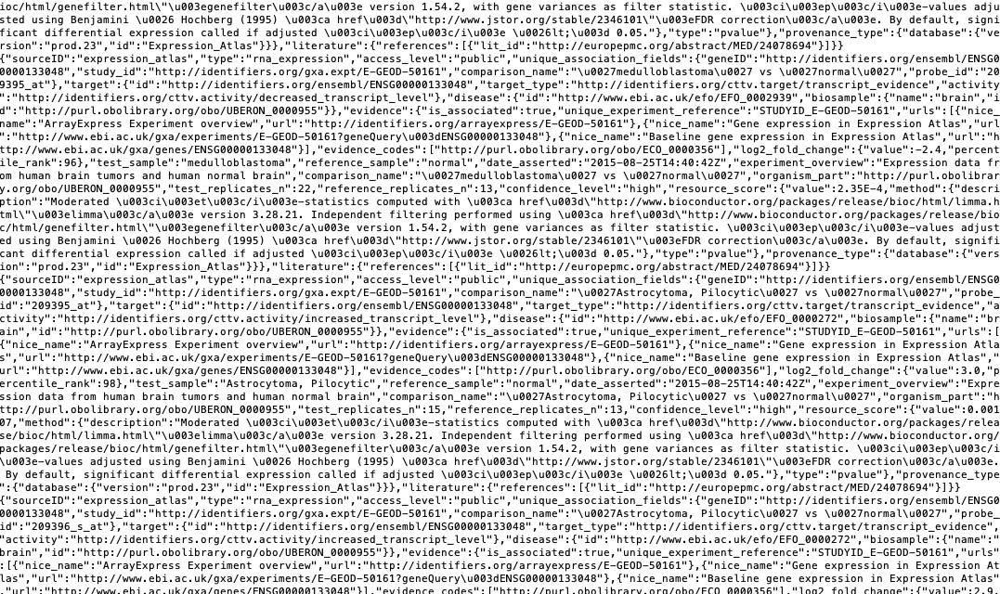 ioc/html/genefilter.html\"\u003egenefilter\u003c/a\u003e version 1.54.2, with gene variances as filter statistic. \u003ci\u003ep\u003c/i\u003e−values adju
sted using Benjamini \u0026 Hochberg (1995) \u003ca href\u003d\"http://www.jstor.org/stable/2346101\"\u003eFDR correction\u003c/a\u003e. By default, signi
ficant differential expression called if adjusted \u003ci\u003ep\u003c/i\u003e \u0026lt;\u003d 0.05."},"type":"pvalue"},"provenance_type":{"database":{"ve
rsion":"prod.23","id":"Expression_Atlas"}}},"literature":{"references":[{"lit_id":"http://europepmc.org/abstract/MED/24078694"}]}}
{"sourceID":"expression_atlas","type":"rna_expression","access_level":"public","unique_association_fields":{"geneID":"http://identifiers.org/ensembl/ENSG0
0000133048","study_id":"http://identifiers.org/gxa.expt/E−GEOD−50161","comparison_name":"\u0027medulloblastoma\u0027 vs \u0027normal\u0027","probe_id":"20
9395_at"},"target":{"id":"http://identifiers.org/ensembl/ENSG00000133048","target_type":"http://identifiers.org/cttv.target/transcript_evidence","activity
":"http://identifiers.org/cttv.activity/decreased_transcript_level"},"disease":{"id":"http://www.ebi.ac.uk/efo/EFO_0002939","biosample":{"name":"brain","i
d":"http://purl.obolibrary.org/obo/UBERON_0000955"}},"evidence":{"is_associated":true,"unique_experiment_reference":"STUDYID_E−GEOD−50161","urls":[{"nice_
name":"ArrayExpress Experiment overview","url":"http://identifiers.org/arrayexpress/E−GEOD−50161"},{"nice_name":"Gene expression in Expression Atlas","url
":"http://www.ebi.ac.uk/gxa/experiments/E−GEOD−50161?geneQuery\u003dENSG00000133048"},{"nice_name":"Baseline gene expression in Expression Atlas","url":"h
ttp://www.ebi.ac.uk/gxa/genes/ENSG00000133048"}],"evidence_codes":["http://purl.obolibrary.org/obo/ECO_0000356"],"log2_fold_change":{"value":−2.4,"percent
ile_rank":96},"test_sample":"medulloblastoma","reference_sample":"normal","date_asserted":"2015−08−25T14:40:42Z","experiment_overview":"Expression data fr
om human brain tumors and human normal brain","comparison_name":"\u0027medulloblastoma\u0027 vs \u0027normal\u0027","organism_part":"http://purl.obolibrar
y.org/obo/UBERON_0000955","test_replicates_n":22,"reference_replicates_n":13,"confidence_level":"high","resource_score":{"value":2.35E−4,"method":{"descri
ption":"Moderated \u003ci\u003et\u003c/i\u003e−statistics computed with \u003ca href\u003d\"http://www.bioconductor.org/packages/release/bioc/html/limma.h
tml\"\u003elimma\u003c/a\u003e version 3.28.21. Independent filtering performed using \u003ca href\u003d\"http://www.bioconductor.org/packages/release/bio
c/html/genefilter.html\"\u003egenefilter\u003c/a\u003e version 1.54.2, with gene variances as filter statistic. \u003ci\u003ep\u003c/i\u003e−values adjust
ed using Benjamini \u0026 Hochberg (1995) \u003ca href\u003d\"http://www.jstor.org/stable/2346101\"\u003eFDR correction\u003c/a\u003e. By default, signifi
cant differential expression called if adjusted \u003ci\u003ep\u003c/i\u003e \u0026lt;\u003d 0.05."},"type":"pvalue"},"provenance_type":{"database":{"vers
ion":"prod.23","id":"Expression_Atlas"}}},"literature":{"references":[{"lit_id":"http://europepmc.org/abstract/MED/24078694"}]}}
{"sourceID":"expression_atlas","type":"rna_expression","access_level":"public","unique_association_fields":{"geneID":"http://identifiers.org/ensembl/ENSG0
0000133048","study_id":"http://identifiers.org/gxa.expt/E−GEOD−50161","comparison_name":"\u0027Astrocytoma, Pilocytic\u0027 vs \u0027normal\u0027","probe_
id":"209395_at"},"target":{"id":"http://identifiers.org/ensembl/ENSG00000133048","target_type":"http://identifiers.org/cttv.target/transcript_evidence","a
ctivity":"http://identifiers.org/cttv.activity/increased_transcript_level"},"disease":{"id":"http://www.ebi.ac.uk/efo/EFO_0000272","biosample":{"name":"br
ain","id":"http://purl.obolibrary.org/obo/UBERON_0000955"}},"evidence":{"is_associated":true,"unique_experiment_reference":"STUDYID_E−GEOD−50161","urls":[
{"nice_name":"ArrayExpress Experiment overview","url":"http://identifiers.org/arrayexpress/E−GEOD−50161"},{"nice_name":"Gene expression in Expression Atla
s","url":"http://www.ebi.ac.uk/gxa/experiments/E−GEOD−50161?geneQuery\u003dENSG00000133048"},{"nice_name":"Baseline gene expression in Expression Atlas","
url":"http://www.ebi.ac.uk/gxa/genes/ENSG00000133048"}],"evidence_codes":["http://purl.obolibrary.org/obo/ECO_0000356"],"log2_fold_change":{"value":3.0,"p
ercentile_rank":98},"test_sample":"Astrocytoma, Pilocytic","reference_sample":"normal","date_asserted":"2015−08−25T14:40:42Z","experiment_overview":"Expre
ssion data from human brain tumors and human normal brain","comparison_name":"\u0027Astrocytoma, Pilocytic\u0027 vs \u0027normal\u0027","organism_part":"h
ttp://purl.obolibrary.org/obo/UBERON_0000955","test_replicates_n":15,"reference_replicates_n":13,"confidence_level":"high","resource_score":{"value":0.001
07,"method":{"description":"Moderated \u003ci\u003et\u003c/i\u003e−statistics computed with \u003ca href\u003d\"http://www.bioconductor.org/packages/relea
se/bioc/html/limma.html\"\u003elimma\u003c/a\u003e version 3.28.21. Independent filtering performed using \u003ca href\u003d\"http://www.bioconductor.org/
packages/release/bioc/html/genefilter.html\"\u003egenefilter\u003c/a\u003e version 1.54.2, with gene variances as filter statistic. \u003ci\u003ep\u003c/i
\u003e−values adjusted using Benjamini \u0026 Hochberg (1995) \u003ca href\u003d\"http://www.jstor.org/stable/2346101\"\u003eFDR correction\u003c/a\u003e.
By default, significant differential expression called if adjusted \u003ci\u003ep\u003c/i\u003e \u0026lt;\u003d 0.05."},"type":"pvalue"},"provenance_type
":{"database":{"version":"prod.23","id":"Expression_Atlas"}}},"literature":{"references":[{"lit_id":"http://europepmc.org/abstract/MED/24078694"}]}}
{"sourceID":"expression_atlas","type":"rna_expression","access_level":"public","unique_association_fields":{"geneID":"http://identifiers.org/ensembl/ENSG0
0000133048","study_id":"http://identifiers.org/gxa.expt/E−GEOD−50161","comparison_name":"\u0027Astrocytoma, Pilocytic\u0027 vs \u0027normal\u0027","probe_
id":"209396_s_at"},"target":{"id":"http://identifiers.org/ensembl/ENSG00000133048","target_type":"http://identifiers.org/cttv.target/transcript_evidence",
"activity":"http://identifiers.org/cttv.activity/increased_transcript_level"},"disease":{"id":"http://www.ebi.ac.uk/efo/EFO_0000272","biosample":{"name":"
brain","id":"http://purl.obolibrary.org/obo/UBERON_0000955"}},"evidence":{"is_associated":true,"unique_experiment_reference":"STUDYID_E−GEOD−50161","urls"
:[{"nice_name":"ArrayExpress Experiment overview","url":"http://identifiers.org/arrayexpress/E−GEOD−50161"},{"nice_name":"Gene expression in Expression At
las","url":"http://www.ebi.ac.uk/gxa/experiments/E−GEOD−50161?geneQuery\u003dENSG00000133048"},{"nice_name":"Baseline gene expression in Expression Atlas"
,"url":"http://www.ebi.ac.uk/gxa/genes/ENSG00000133048"}],"evidence_codes":["http://purl.obolibrary.org/obo/ECO_0000356"],"log2_fold_change":{"value":2.9,